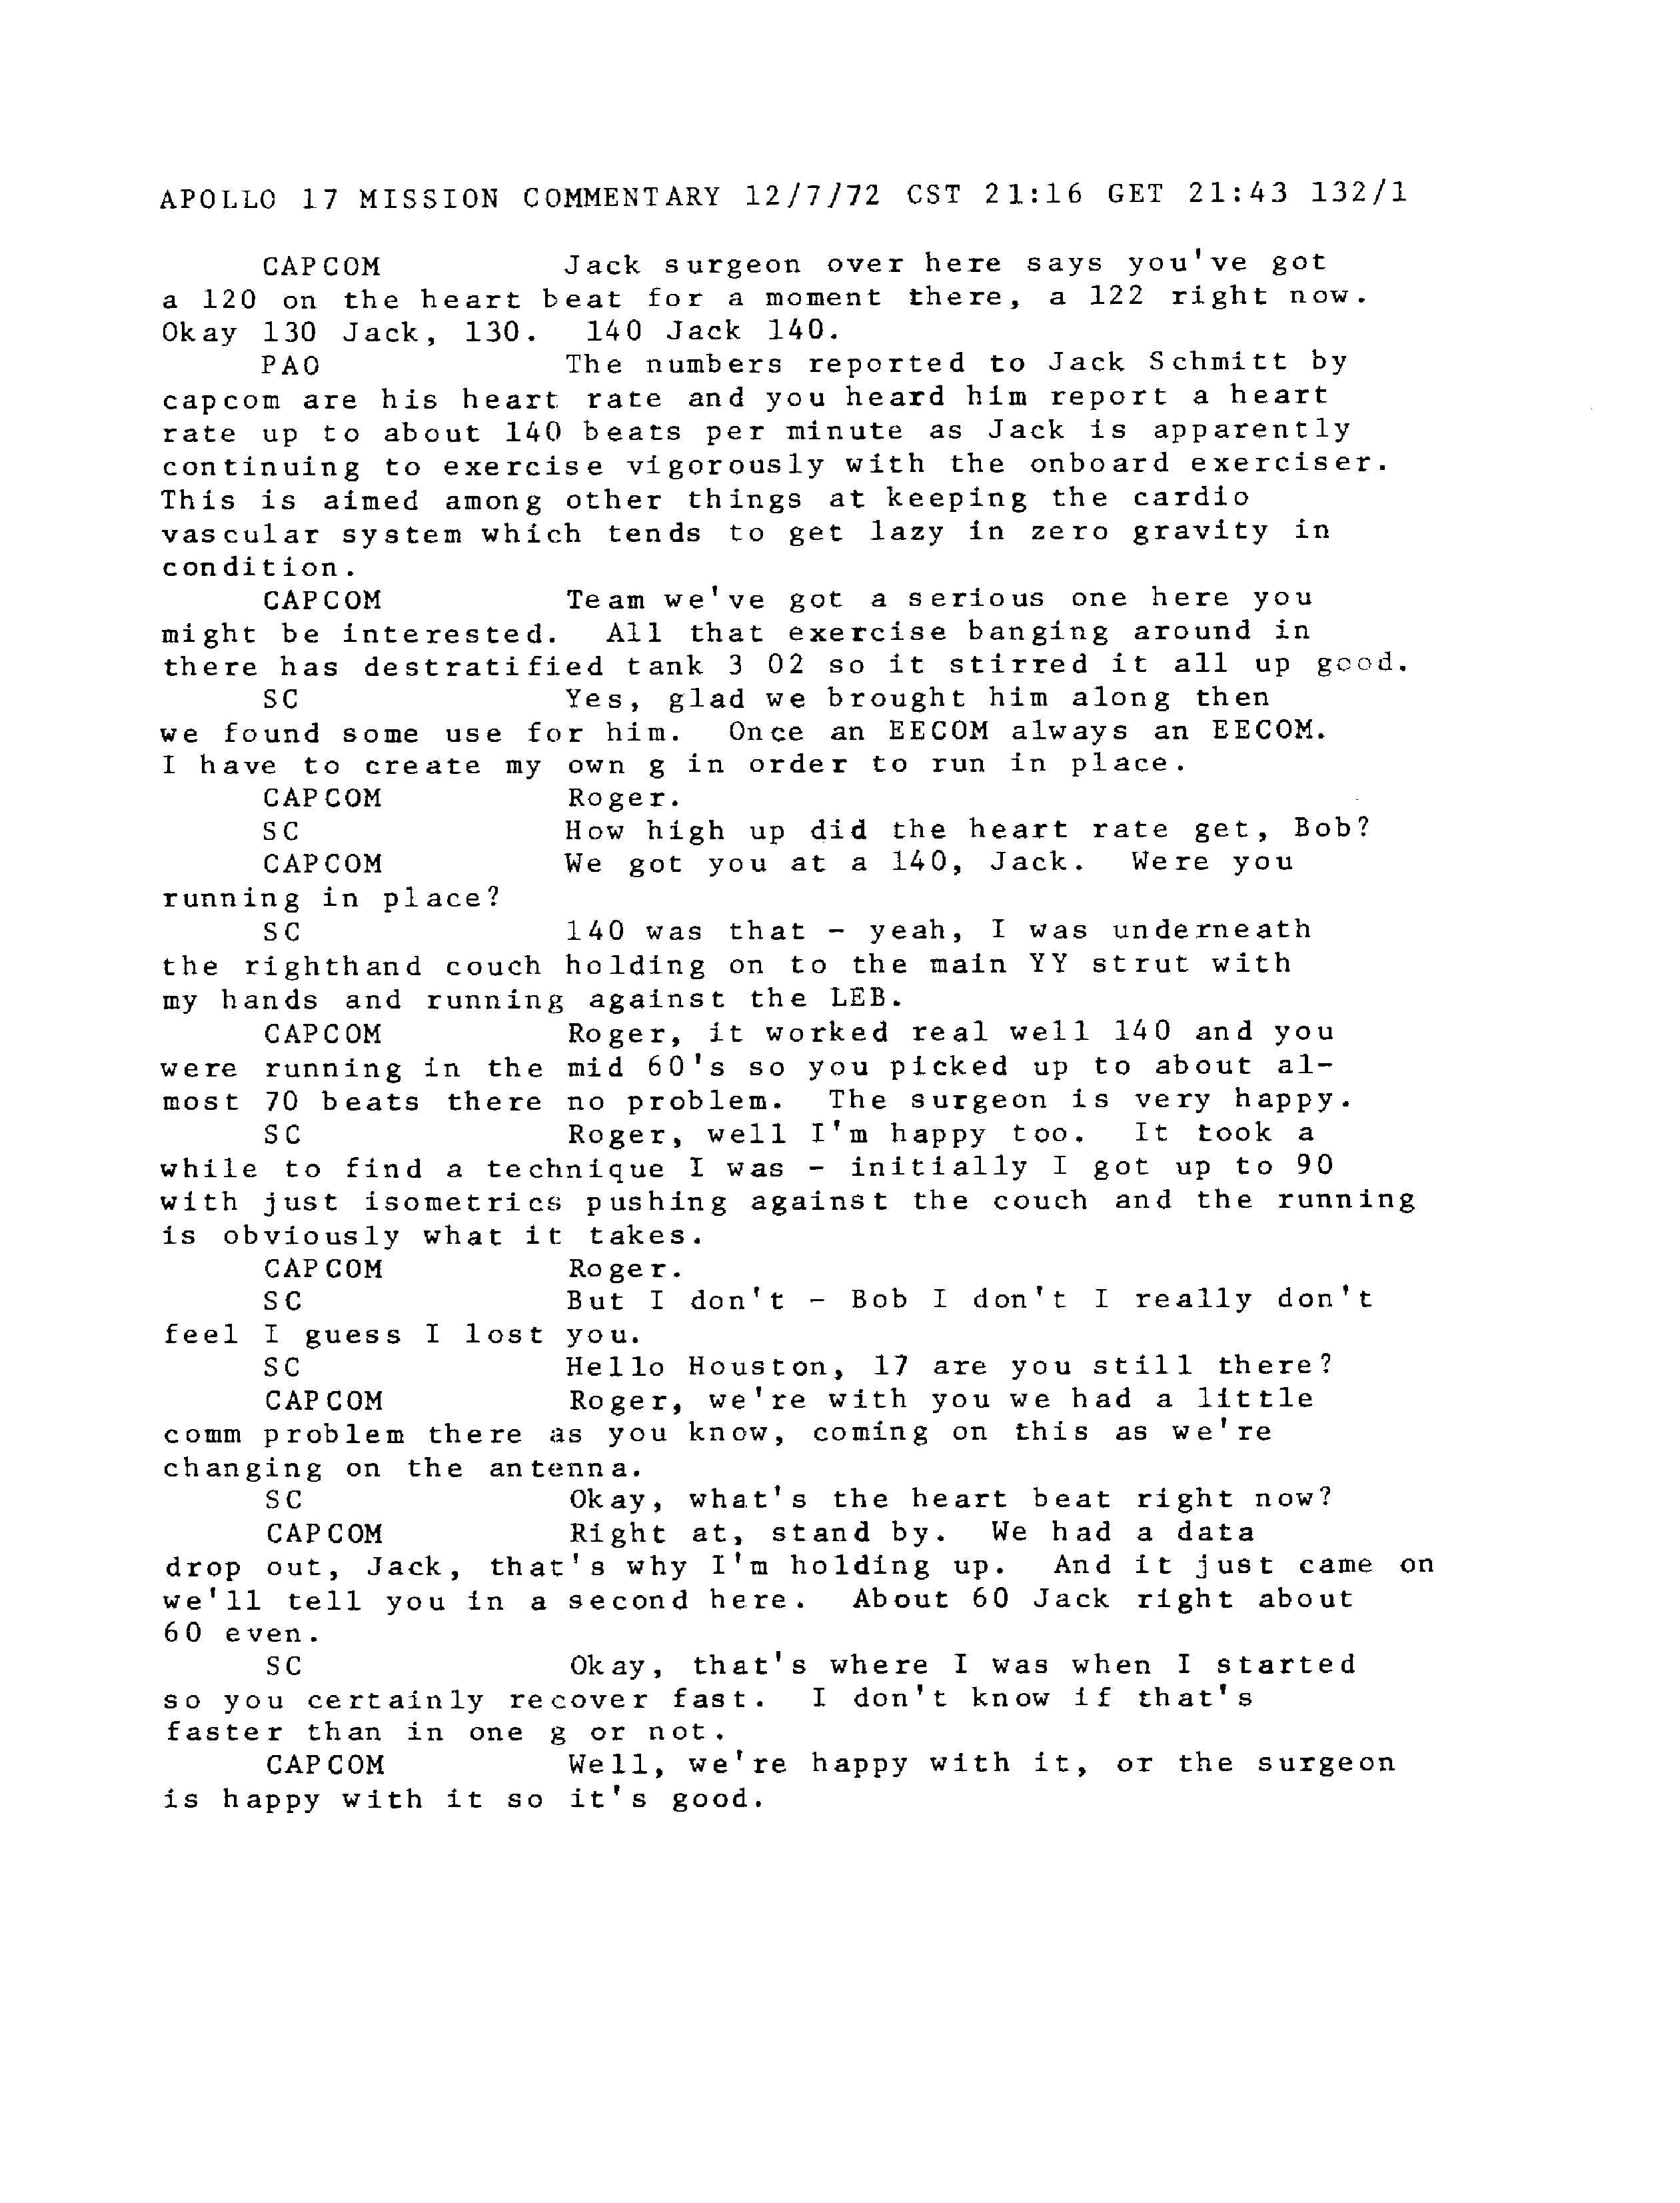 APOLLO 17 MISSION COMMENTARY 12/7/72 CST 21:16 GET 21:43 132/1
CAPCOM Jack surgeon over here says you've got
a 120 on the heart beat for a moment there, a 122 right now.
Okay 130 Jack, 130. 140 Jack 140.
PAO The numbers reported to Jack Schmitt by
capcom are his heart rate and you heard him report a heart
rate up to about 140 beats per minute as Jack is apparently
continuing to exercise vigorously with the onboard exerciser.
This is aimed among other things at keeping the cardio
vascular system which tends to get lazy in zero gravity in
condition.
CAPCOM Team we've got a serious one here you
might be interested. All that exercise banging around in
there has destratified tank 3 02 so it stirred it all up good.
SC Yes, glad we brought him along then
we found some use for him. Once an EECOM always an EECOM.
I have to create my own g in order to run in place.
CAPCOM Roger.
SC How high up did the heart rate get, Bob?
CAPCOM We got you at a 140, Jack. Were you
running in place?
SC 140 was that - yeah, I was underneath
the righthand couch holding on to the main YY strut with
my hands and running against the LEB.
CAPCOM Roger, it worked real well 140 and you
were running in the mid 60's so you picked up to about al-
most 70 beats there no problem. The surgeon is very happy.
SC Roger, well I'm happy too. It took a
while to find a technique I was - initially I got up to 90
with just isometrics pushing against the couch and the running
is obviously what it takes.
CAPCOM Roger.
SC But I don't - Bob I don't I really don't
feel I guess I lost you.
SC Hello Houston, 17 are you still there?
CAPCOM Roger, we're with you we had a little
comm problem there as you know, coming on this as we're
changing on the antenna.
SC Okay, what's the heart beat right now?
CAPCOM Right at, stand by. We had a data
drop out, Jack, that's why I'm holding up. And it just came on
we'll tell you in a second here. About 60 Jack right about
60 even.
SC Okay, that's where I was when I started
so you certainly recover fast. I don't know if that's
faster than in one g or not.
CAPCOM Well, we're happy with it, or the surgeon
is happy with it so it's good.